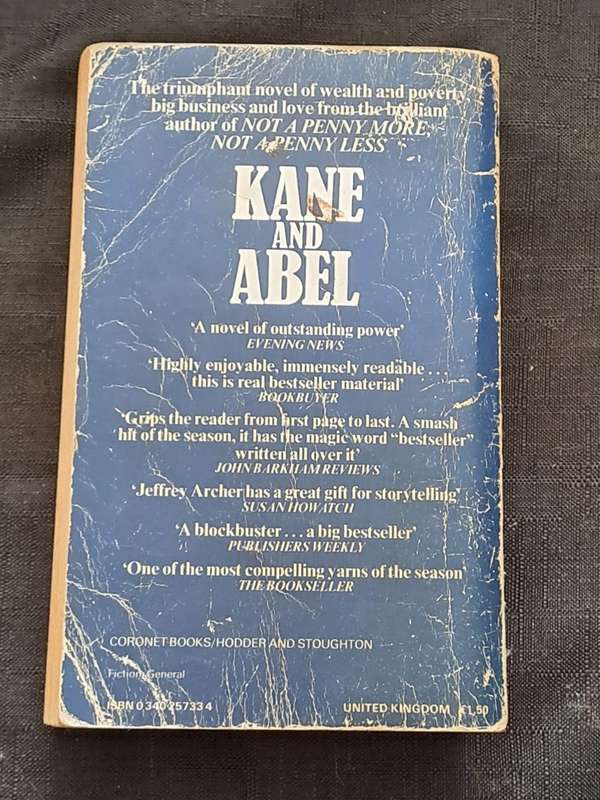 The triumphant novel of wealth and poverty
big business and love from the brilliant
author of NOT A PENNY MORE,
NOT A PENNY LESS
KANE
AND
ABEL
'A novel of outstanding power'
EVENING NEWS
'Highly enjoyable, immensely readable . . .
this is real bestseller material'
BOOKBUYER
'Grips the reader from first page to last. A smash
hit of the season, it has the magic word "bestseller"
written all over it'
JOHN BARKHAM REVIEWS
'Jeffrey Archer has a great gift for storytelling'
SUSAN HOWATCH
'A blockbuster . . . a big bestseller'
PUBLISHERS WEEKLY
'One of the most compelling yarns of the season'
THE BOOKSELLER
CORONET BOOKS/HODDER AND STOUGHTON
Fiction/General
ISBN 0 340 25733 4
UNITED KINGDOM £1.50